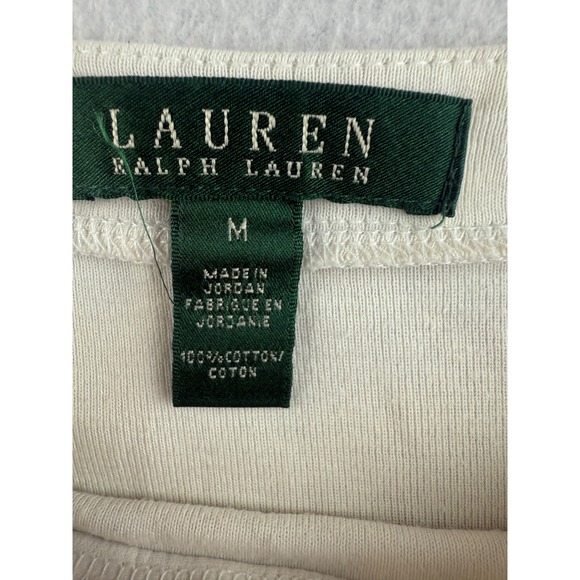 LAUREN
RALPH LAUREN
M
MADE IN
JORDAN
FABRIQUE EN
JORDANIE
100% COTTON/
COTON